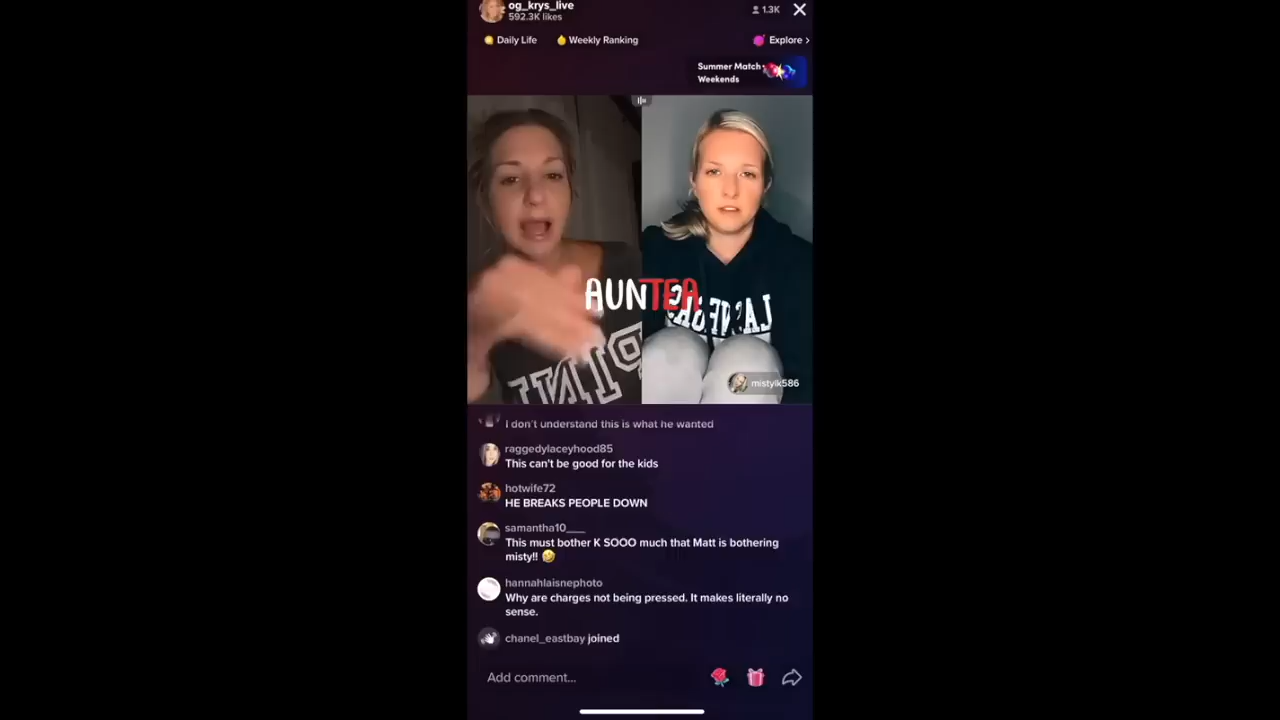 og_krys_live
592.3K likes
1.3K
Daily Life
Weekly Ranking
Explore >
Summer Match
Weekends
AUNTEA
mistylk586
I don't understand this is what he wanted
raggedylaceyhood85
This can't be good for the kids
hotwife72
HE BREAKS PEOPLE DOWN
samantha10___
This must bother K SOOO much that Matt is bothering
misty!! 🤣
hannahlaisnephoto
Why are charges not being pressed. It makes literally no
sense.
chanel_eastbay joined
Add comment...